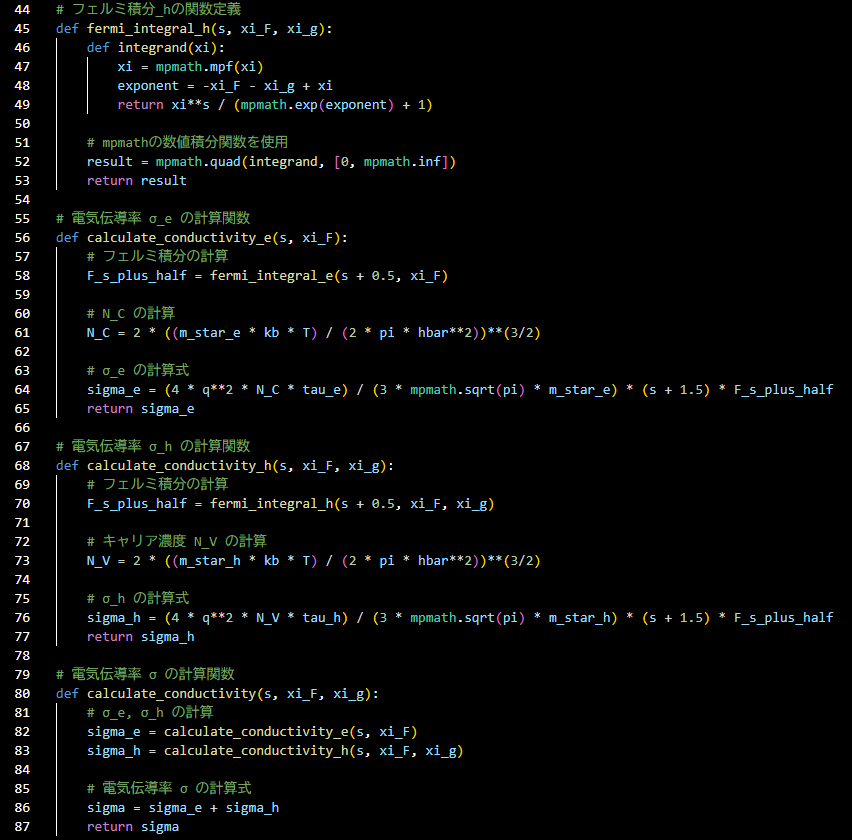 44 # フェルミ積分_hの関数定義
45 def fermi_integral_h(s, xi_F, xi_g):
46     def integrand(xi):
47         xi = mpmath.mpf(xi)
48         exponent = -xi_F - xi_g + xi
49         return xi**s / (mpmath.exp(exponent) + 1)
50
51     # mpmathの数値積分関数を使用
52     result = mpmath.quad(integrand, [0, mpmath.inf])
53     return result
54
55 # 電気伝導率 σ_e の計算関数
56 def calculate_conductivity_e(s, xi_F):
57     # フェルミ積分の計算
58     F_s_plus_half = fermi_integral_e(s + 0.5, xi_F)
59
60     # N_C の計算
61     N_C = 2 * ((m_star_e * kb * T) / (2 * pi * hbar**2))**(3/2)
62
63     # σ_e の計算式
64     sigma_e = (4 * q**2 * N_C * tau_e) / (3 * mpmath.sqrt(pi) * m_star_e) * (s + 1.5) * F_s_plus_half
65     return sigma_e
66
67 # 電気伝導率 σ_h の計算関数
68 def calculate_conductivity_h(s, xi_F, xi_g):
69     # フェルミ積分の計算
70     F_s_plus_half = fermi_integral_h(s + 0.5, xi_F, xi_g)
71
72     # キャリア濃度 N_V の計算
73     N_V = 2 * ((m_star_h * kb * T) / (2 * pi * hbar**2))**(3/2)
74
75     # σ_h の計算式
76     sigma_h = (4 * q**2 * N_V * tau_h) / (3 * mpmath.sqrt(pi) * m_star_h) * (s + 1.5) * F_s_plus_half
77     return sigma_h
78
79 # 電気伝導率 σ の計算関数
80 def calculate_conductivity(s, xi_F, xi_g):
81     # σ_e, σ_h の計算
82     sigma_e = calculate_conductivity_e(s, xi_F)
83     sigma_h = calculate_conductivity_h(s, xi_F, xi_g)
84
85     # 電気伝導率 σ の計算式
86     sigma = sigma_e + sigma_h
87     return sigma